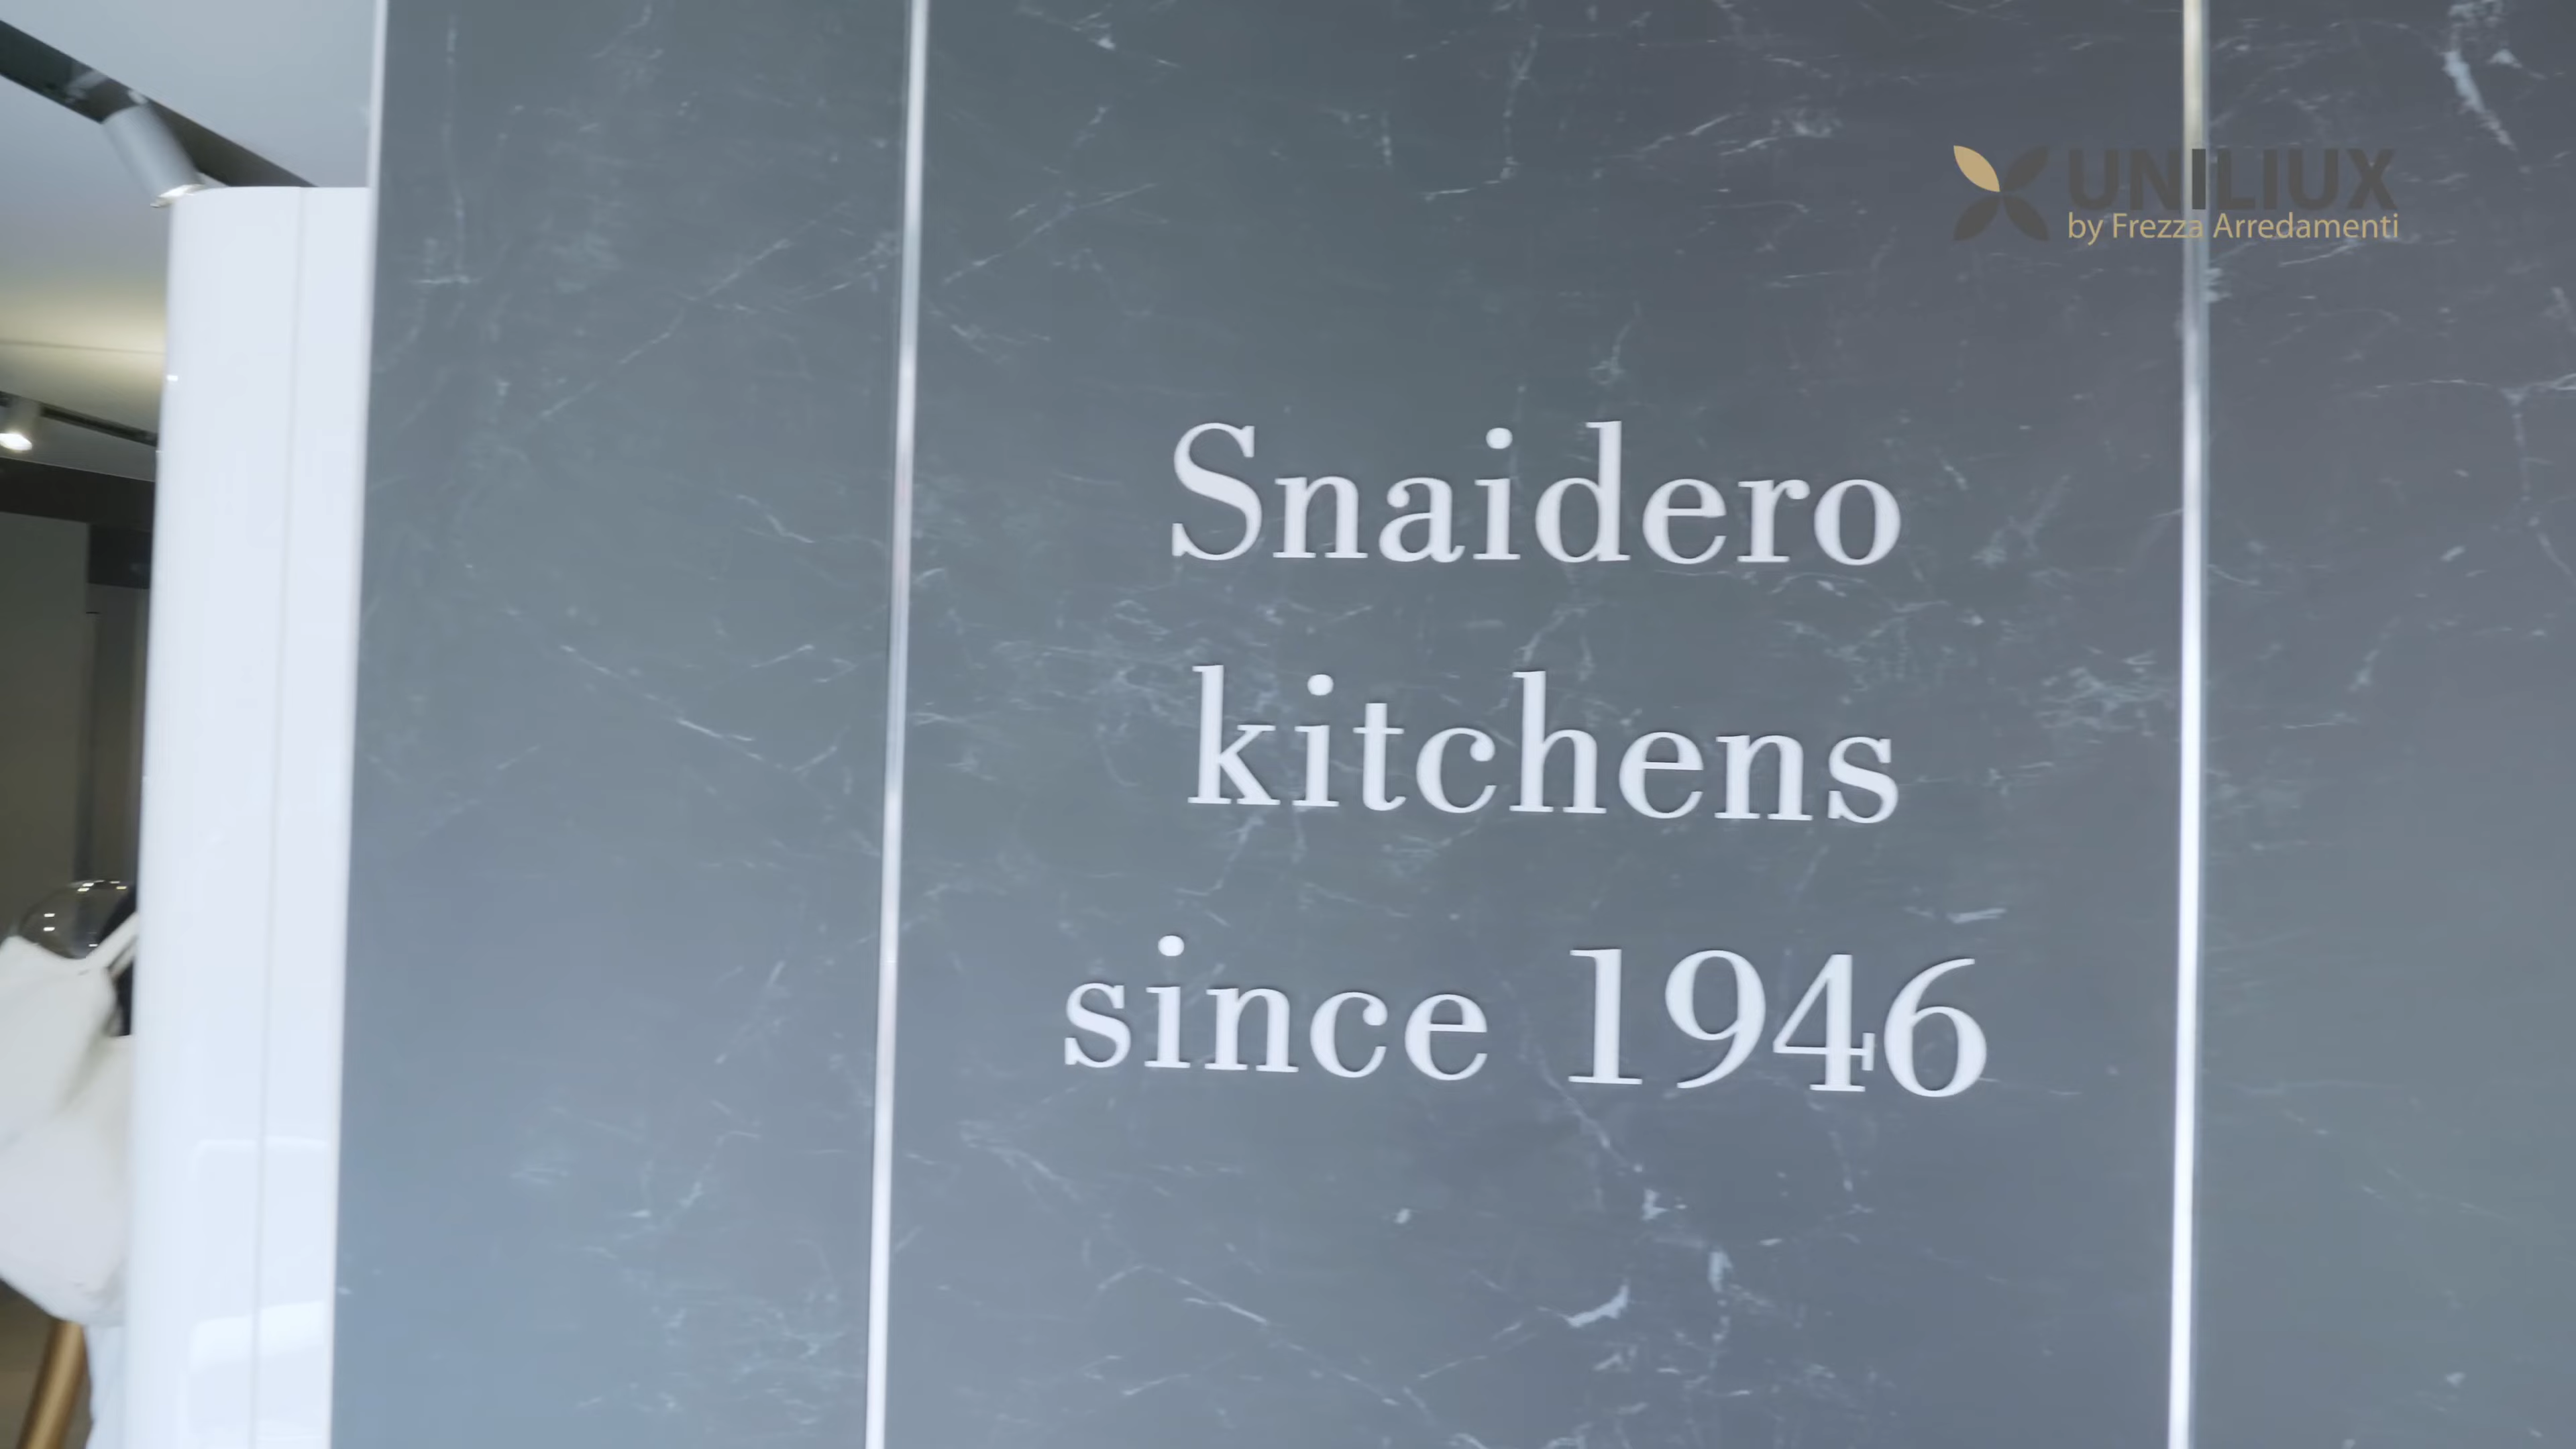 UNILIUX
by Frezza Arredamenti
Snaidero
kitchens
since 1946